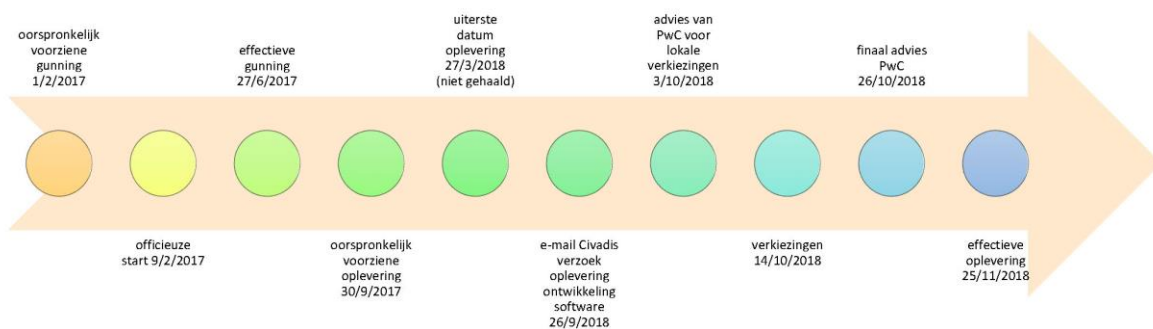 oorspronkelijk
voorziene
gunning
1/2/2017
officieuze
start 9/2/2017
effectieve
gunning
27/6/2017
oorspronkelijk
voorziene
oplevering
30/9/2017
uiterste
datum
oplevering
27/3/2018
(niet gehaald)
e-mail Civadis
verzoek
oplevering
ontwikkeling
software
26/9/2018
advies van
PwC voor
lokale
verkiezingen
3/10/2018
verkiezingen
14/10/2018
finaal advies
PwC
26/10/2018
effectieve
oplevering
25/11/2018